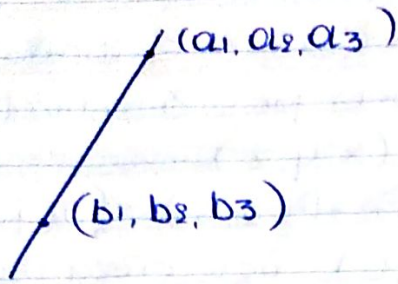 (a1, a2, a3)
(b1, b2, b3)